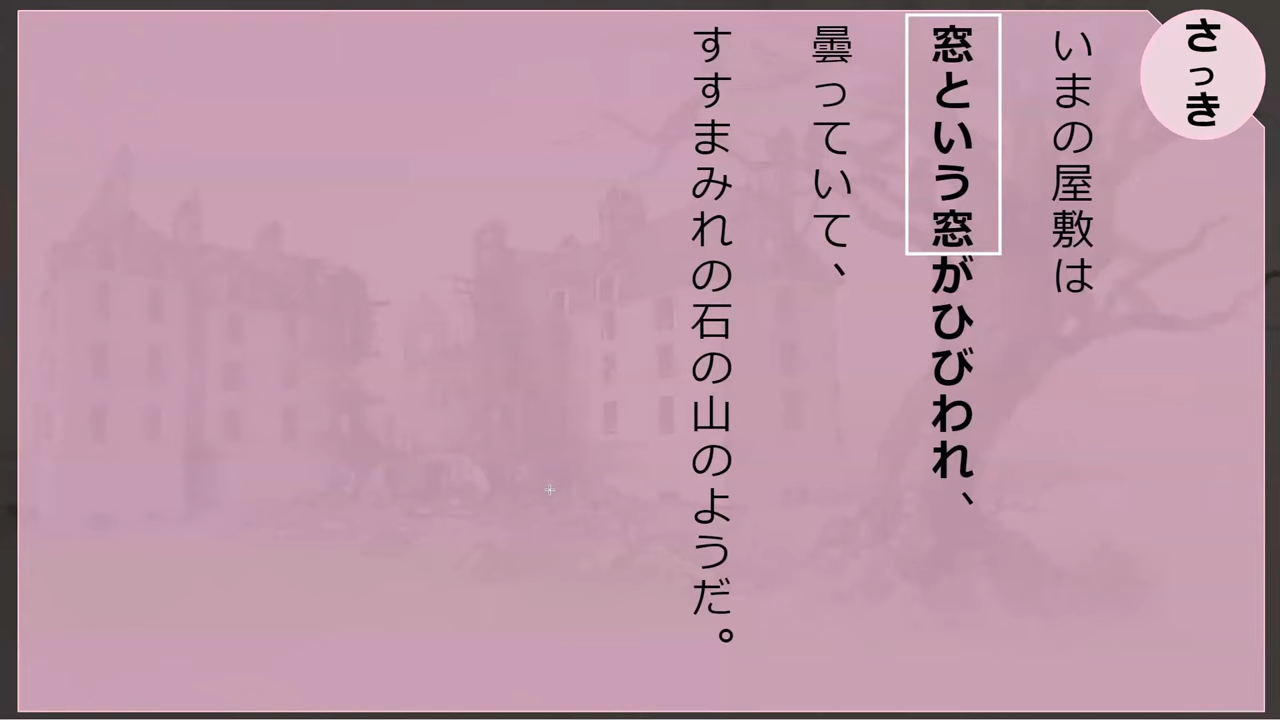 さっき
いまの屋敷は
窓という窓がひびわれ、
曇っていて、
すすまみれの石の山のようだ。